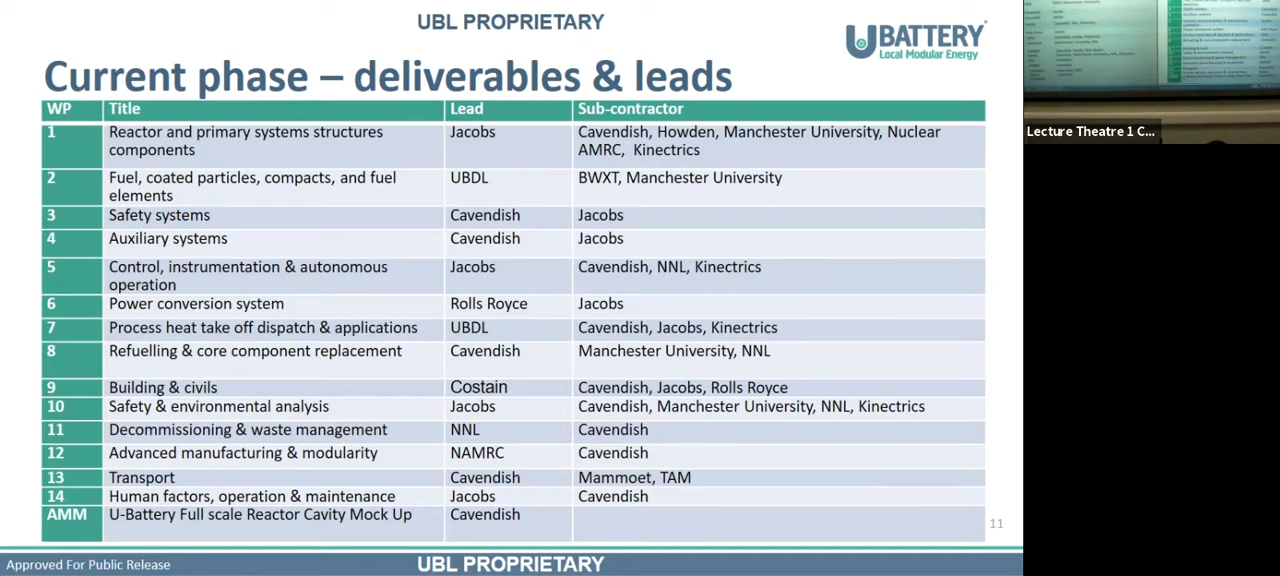 UBL PROPRIETARY
UBATTERY
Local Modular Energy
Current phase – deliverables & leads
WP Title Lead Sub-contractor
1 Reactor and primary systems structures components Jacobs Cavendish, Howden, Manchester University, Nuclear AMRC, Kinectrics
2 Fuel, coated particles, compacts, and fuel elements UBDL BWXT, Manchester University
3 Safety systems Cavendish Jacobs
4 Auxiliary systems Cavendish Jacobs
5 Control, instrumentation & autonomous operation Jacobs Cavendish, NNL, Kinectrics
6 Power conversion system Rolls Royce Jacobs
7 Process heat take off dispatch & applications UBDL Cavendish, Jacobs, Kinectrics
8 Refuelling & core component replacement Cavendish Manchester University, NNL
9 Building & civils Costain Cavendish, Jacobs, Rolls Royce
10 Safety & environmental analysis Jacobs Cavendish, Manchester University, NNL, Kinectrics
11 Decommissioning & waste management NNL Cavendish
12 Advanced manufacturing & modularity NAMRC Cavendish
13 Transport Cavendish Mammoet, TAM
14 Human factors, operation & maintenance Jacobs Cavendish
AMM U-Battery Full scale Reactor Cavity Mock Up Cavendish
11
Approved For Public Release
UBL PROPRIETARY
Lecture Theatre 1 C...